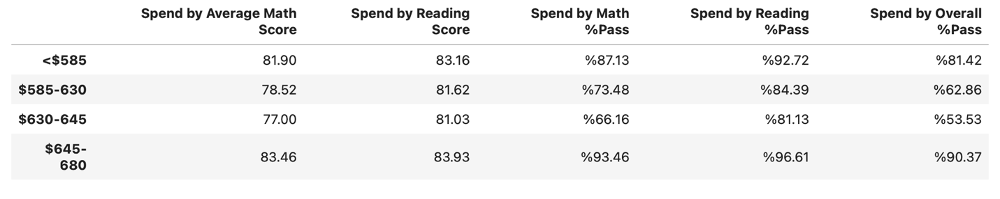 Spend by Average Math Score Spend by Reading Score Spend by Math %Pass Spend by Reading %Pass Spend by Overall %Pass
<$585 81.90 83.16 %87.13 %92.72 %81.42
$585-630 78.52 81.62 %73.48 %84.39 %62.86
$630-645 77.00 81.03 %66.16 %81.13 %53.53
$645-680 83.46 83.93 %93.46 %96.61 %90.37